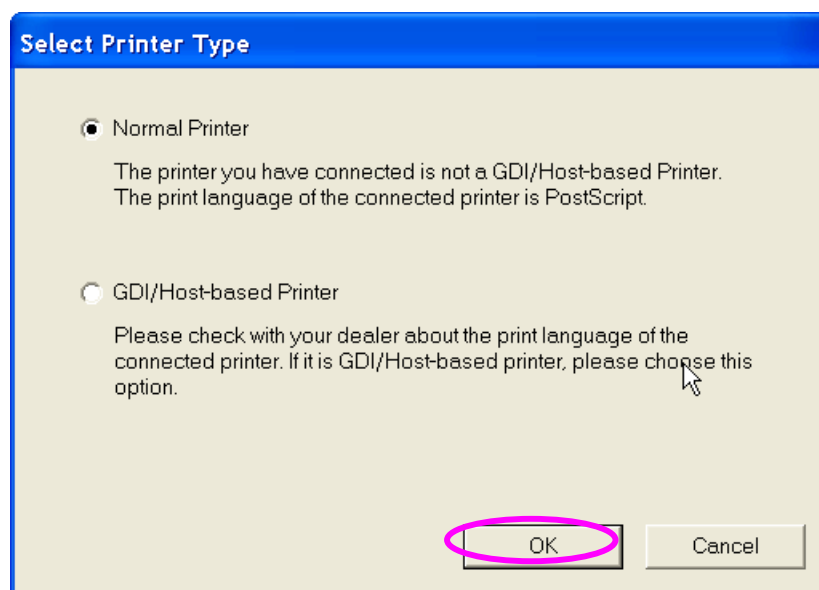 Select Printer Type
Normal Printer
The printer you have connected is not a GDI/Host-based Printer.
The print language of the connected printer is PostScript.
GDI/Host-based Printer
Please check with your dealer about the print language of the
connected printer. If it is GDI/Host-based printer, please choose this
option.
OK
Cancel